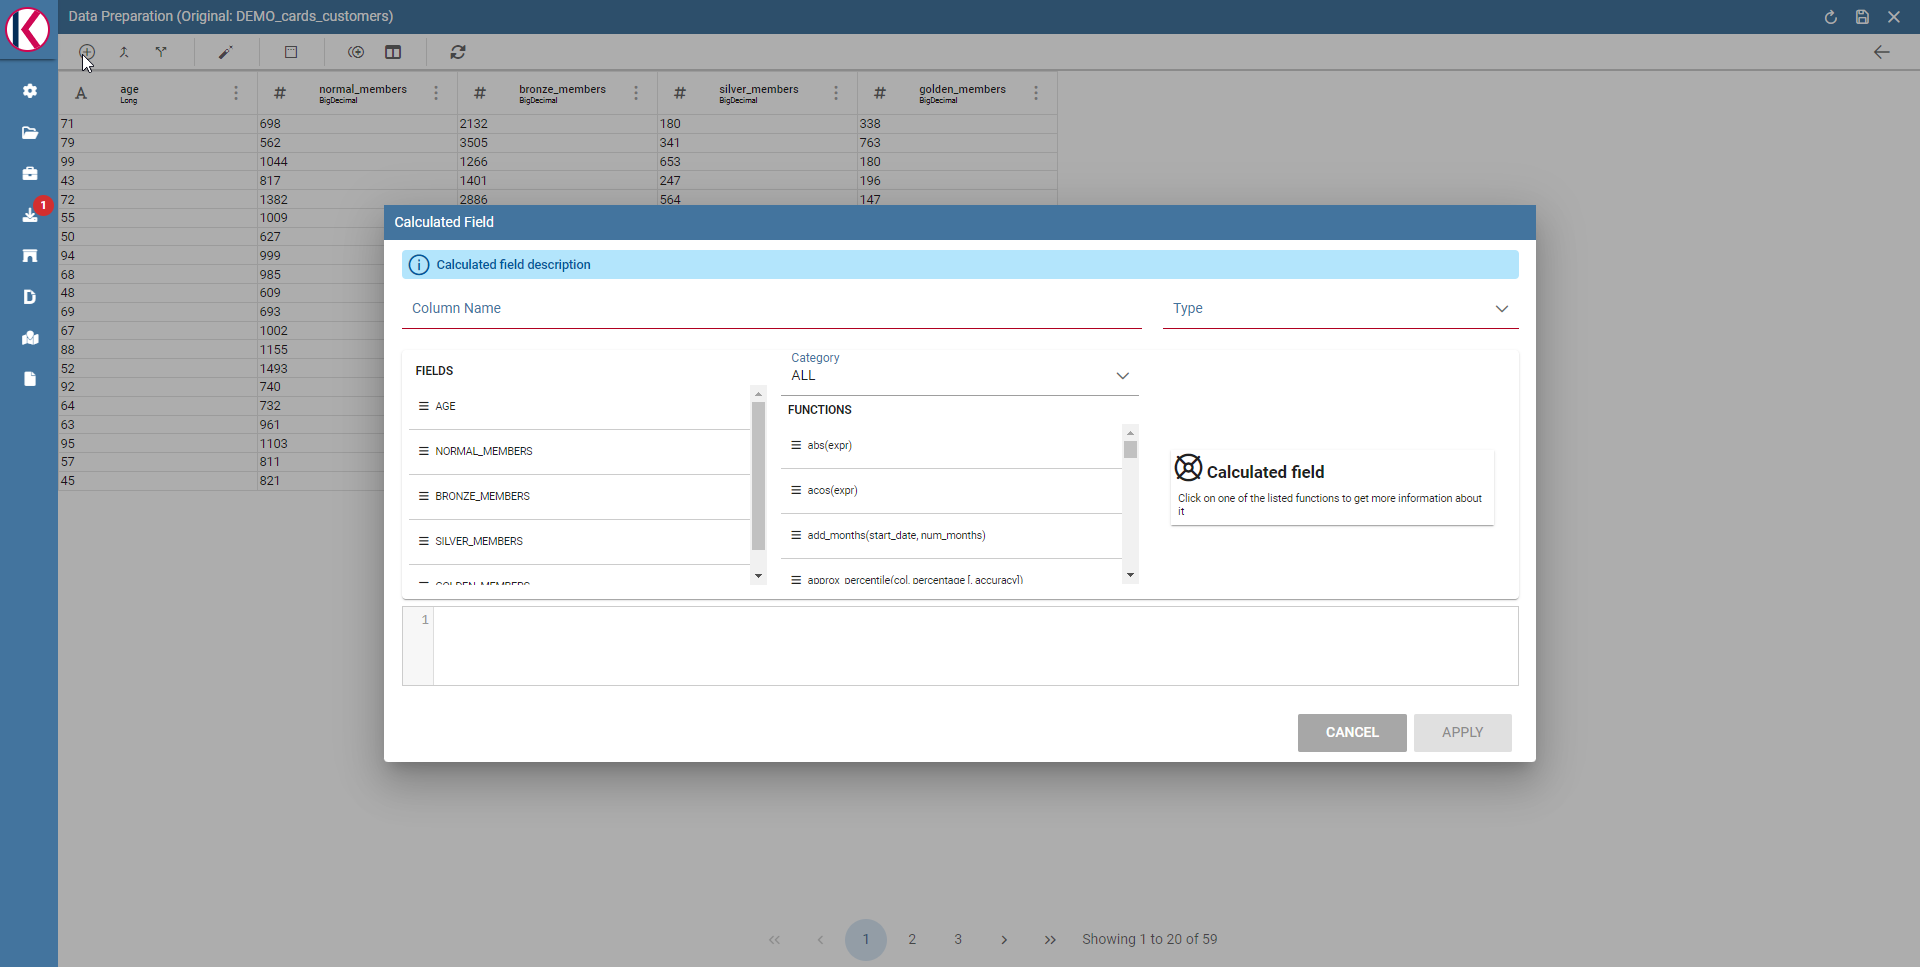 Data Preparation (Original: DEMO_cards_customers)
A age Long # normal_members BigDecimal # bronze_members BigDecimal # silver_members BigDecimal # golden_members BigDecimal
71 698 2132 180 338
79 562 3505 341 763
99 1044 1266 653 180
43 817 1401 247 196
72 1382 2886 564 147
1
55 1009
50 627
94 999
68 985
48 609
69 693
67 1002
88 1155
52 1493
92 740
64 732
63 961
95 1103
57 811
45 821
Calculated Field
Calculated field description
Column Name
Type
FIELDS
AGE
NORMAL_MEMBERS
BRONZE_MEMBERS
SILVER_MEMBERS
GOLDEN_MEMBERS
Category
ALL
FUNCTIONS
abs(expr)
acos(expr)
add_months(start_date, num_months)
approx_percentile(col, percentage [, accuracy])
Calculated field
Click on one of the listed functions to get more information about
it
1
CANCEL APPLY
1 2 3 Showing 1 to 20 of 59